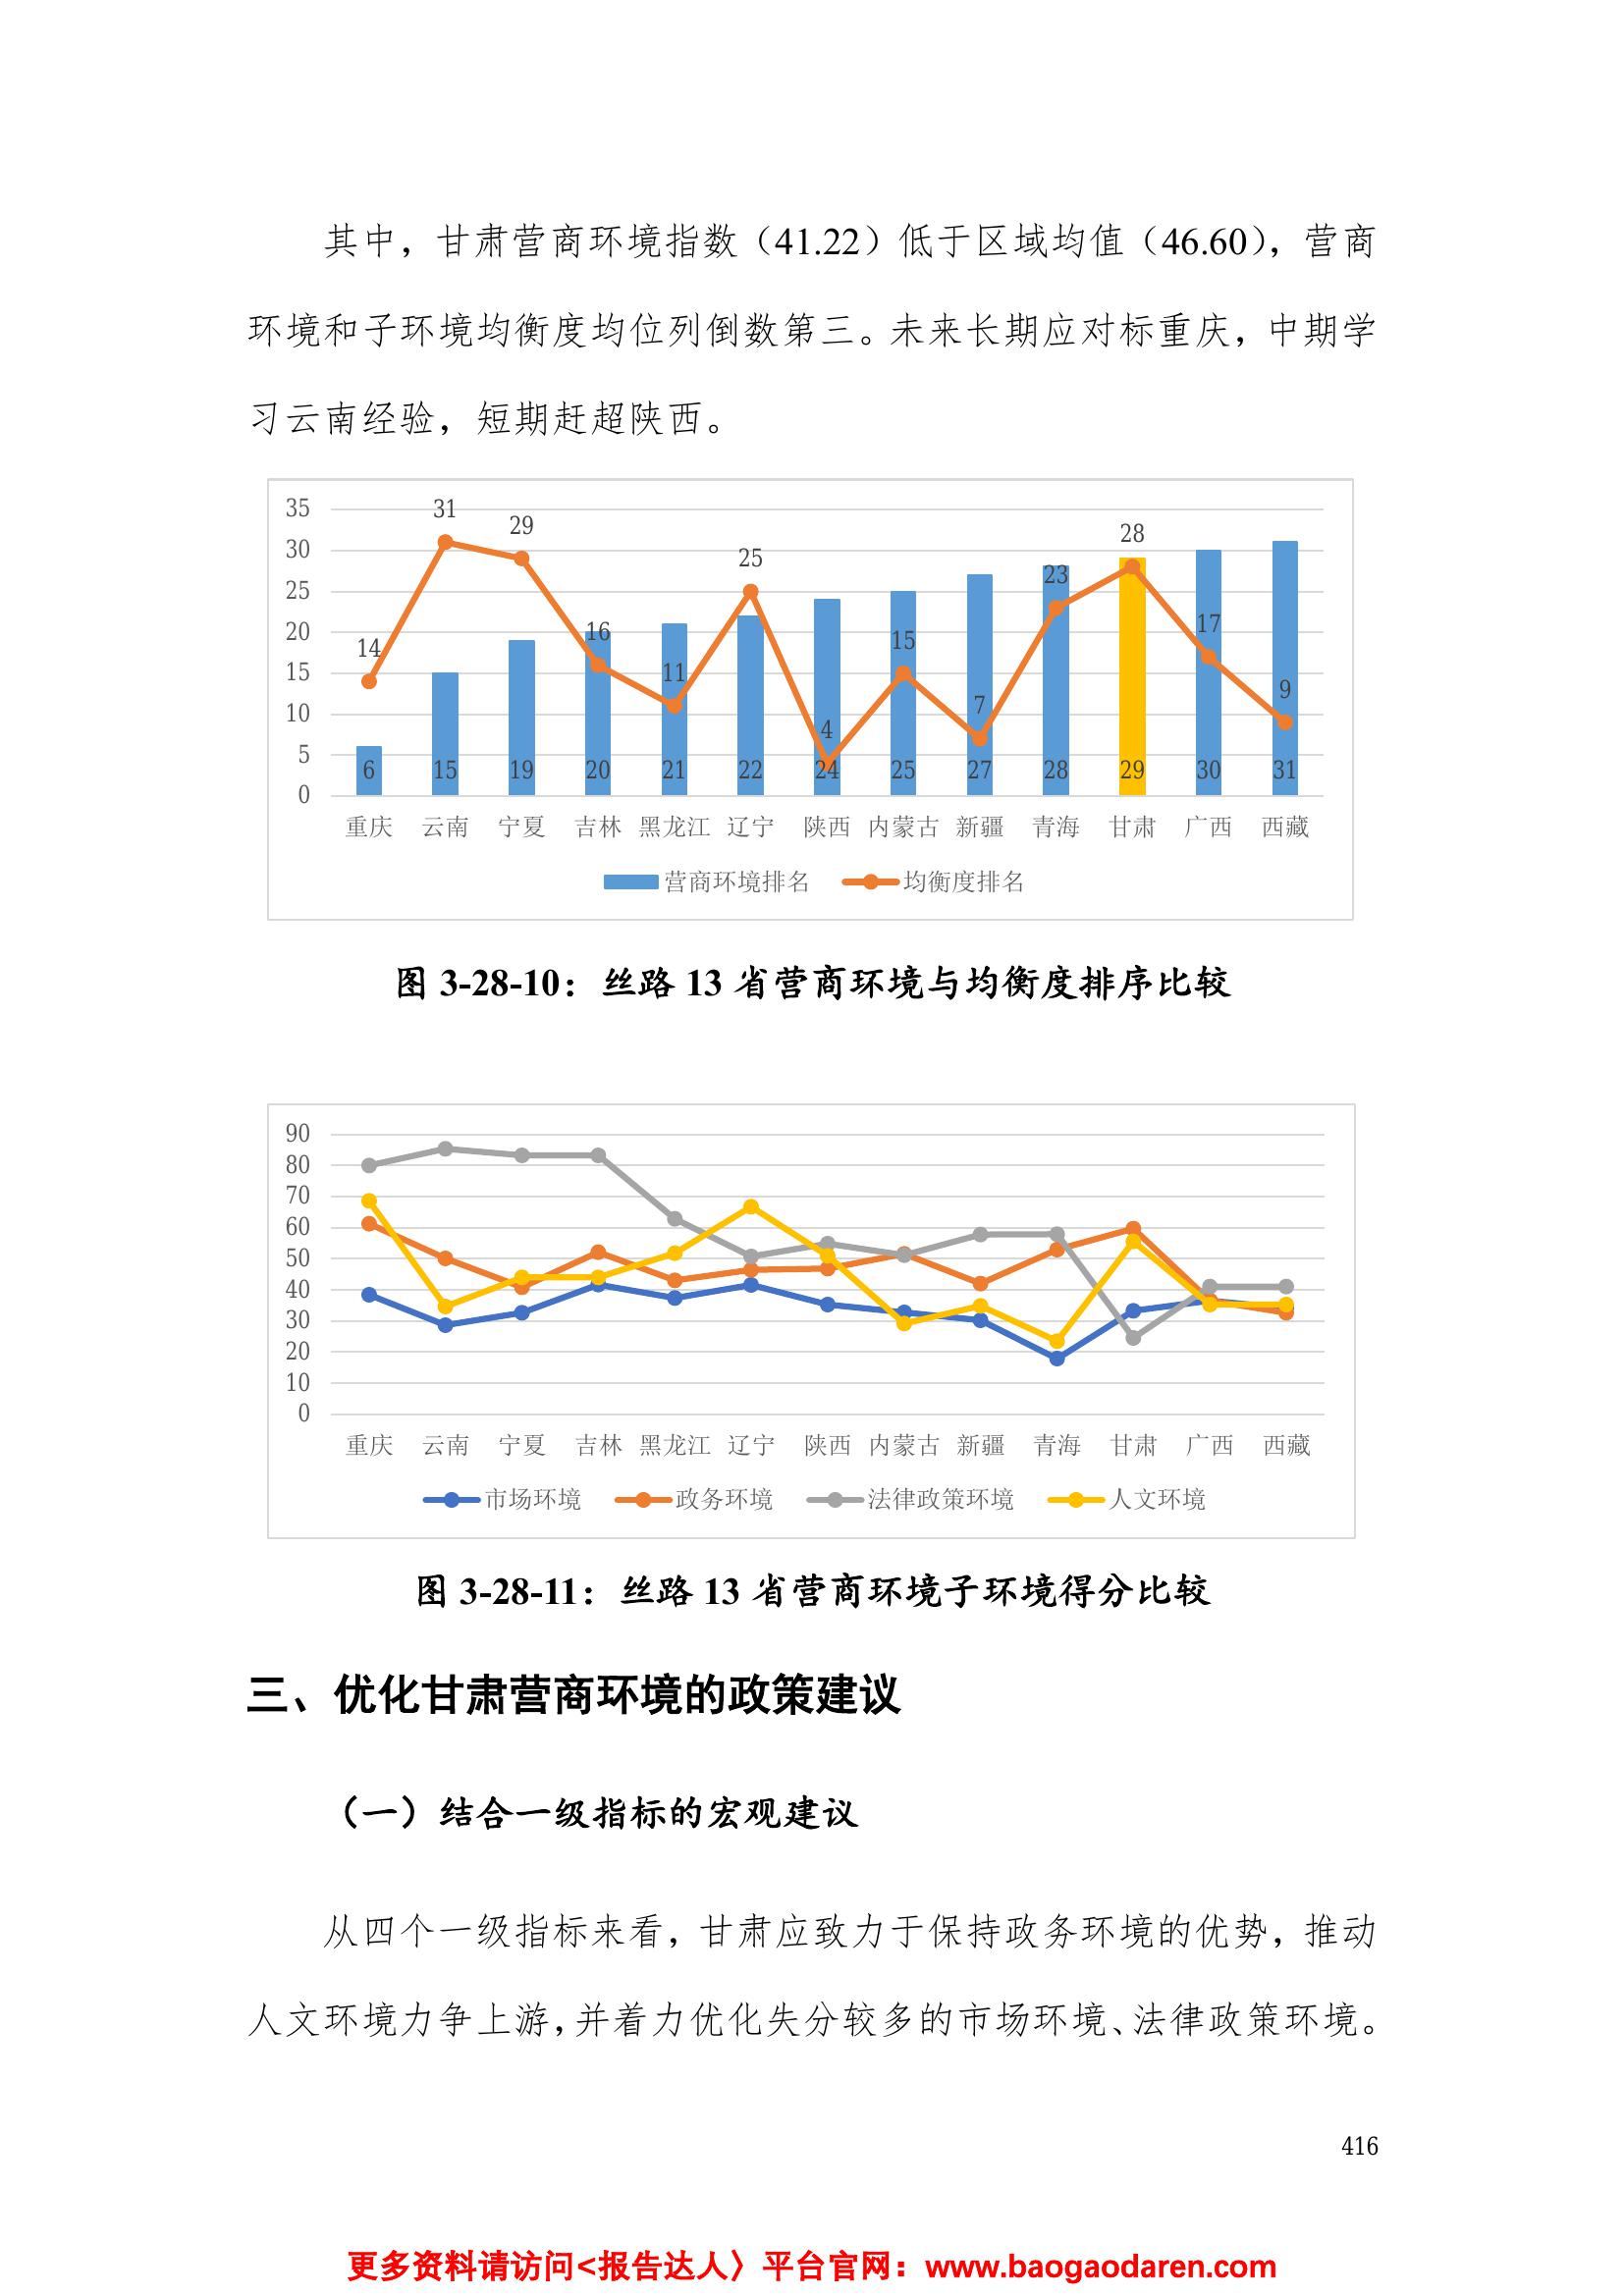 其中，甘肃营商环境指数（41.22）低于区域均值（46.60），营商
环境和子环境均衡度均位列倒数第三。未来长期应对标重庆，中期学
习云南经验，短期赶超陕西。
35
30
25
20
15
10
5
0
14 31 29 16 11 25 4 15 7 23 28 17 9
6 15 19 20 21 22 24 25 27 28 29 30 31
重庆 云南 宁夏 吉林 黑龙江 辽宁 陕西 内蒙古 新疆 青海 甘肃 广西 西藏
营商环境排名 均衡度排名
图 3-28-10：丝路 13 省营商环境与均衡度排序比较
90
80
70
60
50
40
30
20
10
0
重庆 云南 宁夏 吉林 黑龙江 辽宁 陕西 内蒙古 新疆 青海 甘肃 广西 西藏
市场环境 政务环境 法律政策环境 人文环境
图 3-28-11：丝路 13 省营商环境子环境得分比较
三、优化甘肃营商环境的政策建议
（一）结合一级指标的宏观建议
从四个一级指标来看，甘肃应致力于保持政务环境的优势，推动
人文环境力争上游，并着力优化失分较多的市场环境、法律政策环境。
416
更多资料请访问<报告达人〉平台官网：www.baogaodaren.com